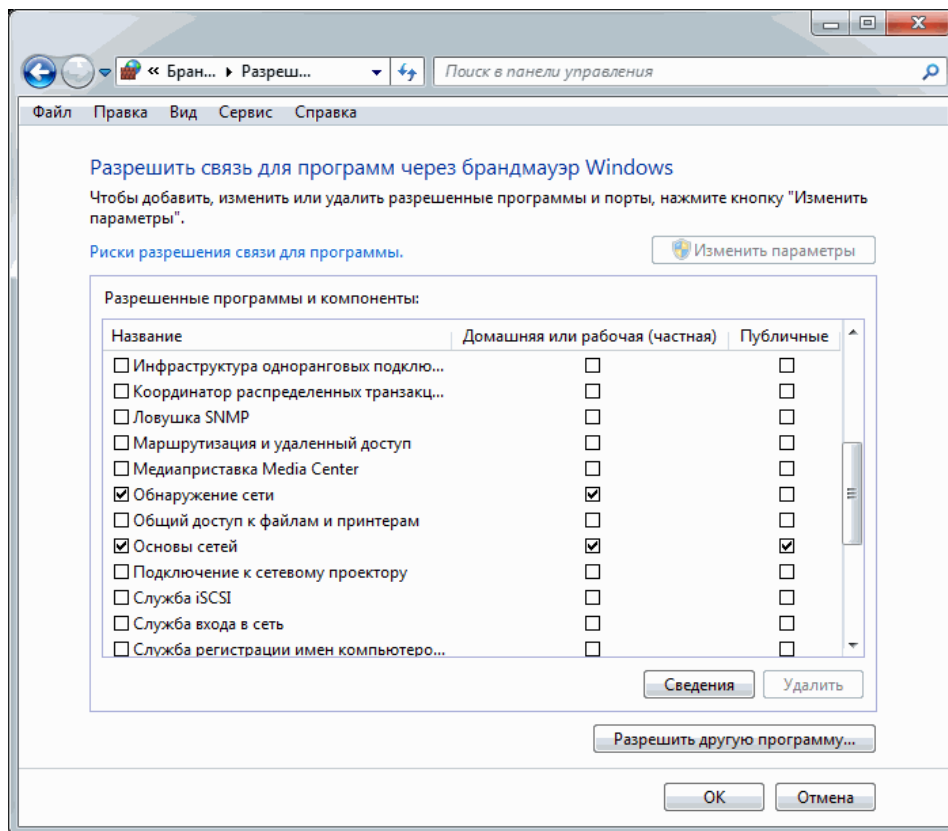 « Бран... Разреш... Поиск в панели управления
Файл Правка Вид Сервис Справка
Разрешить связь для программ через брандмауэр Windows
Чтобы добавить, изменить или удалить разрешенные программы и порты, нажмите кнопку "Изменить
параметры".
Риски разрешения связи для программы. Изменить параметры
Разрешенные программы и компоненты:
Название Домашняя или рабочая (частная) Публичные
Инфраструктура одноранговых подклю...
Координатор распределенных транзакц...
Ловушка SNMP
Маршрутизация и удаленный доступ
Медиаприставка Media Center
Обнаружение сети
Общий доступ к файлам и принтерам
Основы сетей
Подключение к сетевому проектору
Служба iSCSI
Служба входа в сеть
Служба регистрации имен компьютеро...
Сведения Удалить
Разрешить другую программу...
ОК Отмена